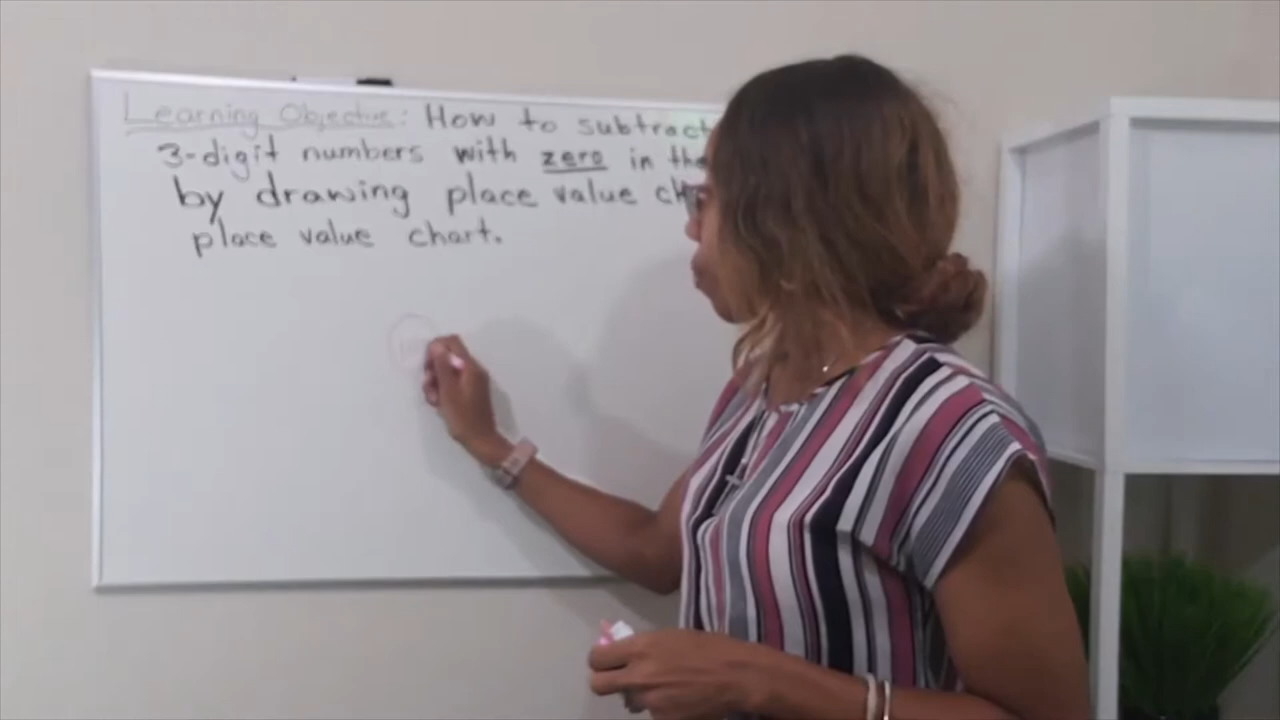 Learning Objective: How to subtract
3-digit numbers with zero in the
by drawing place value
place value chart.